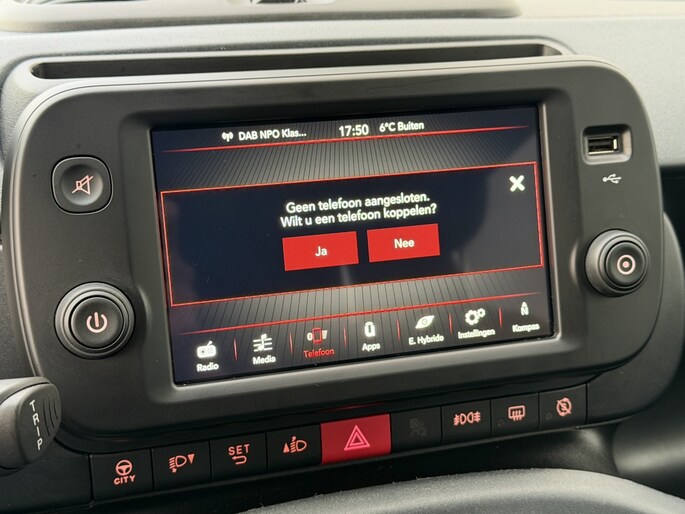 DAB NPO Klas... 17:50 6°C Buiten
Geen telefoon aangesloten.
Wilt u een telefoon koppelen?
Ja Nee
Radio Media Telefoon Apps E. Hybride Instellingen Kompas
TRIP
CITY SET